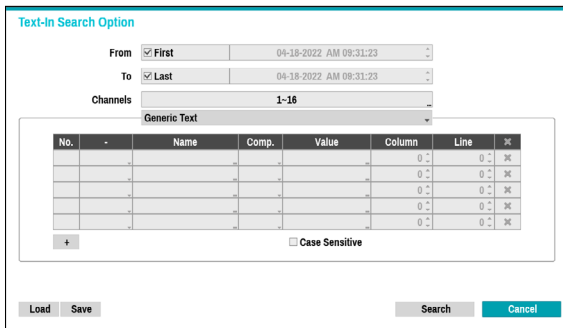 Text-In Search Option
From First 04-18-2022 AM 09:31:23
To Last 04-18-2022 AM 09:31:23
Channels 1~16 ...
Generic Text
No. - Name Comp. Value Column Line ✖
... ... 0 0 ✖
... ... 0 0 ✖
... ... 0 0 ✖
... ... 0 0 ✖
... ... 0 0 ✖
+ Case Sensitive
Load Save Search Cancel